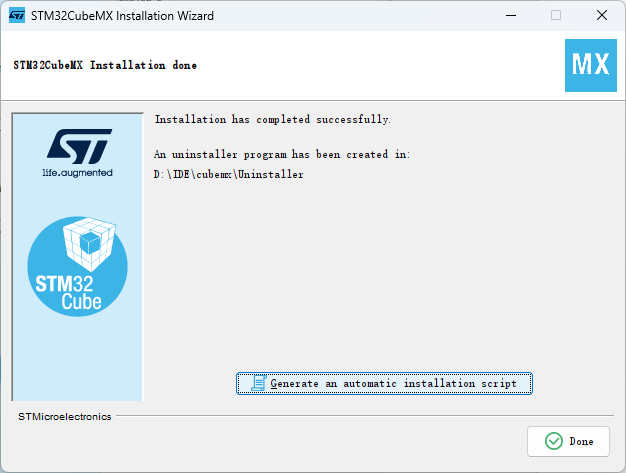 STM32CubeMX Installation Wizard
STM32CubeMX Installation done
MX
Installation has completed successfully.
An uninstaller program has been created in:
D:\IDE\cubemx\Uninstaller
ST
life.augmented
STM32
Cube
Generate an automatic installation script
STMicroelectronics
Done